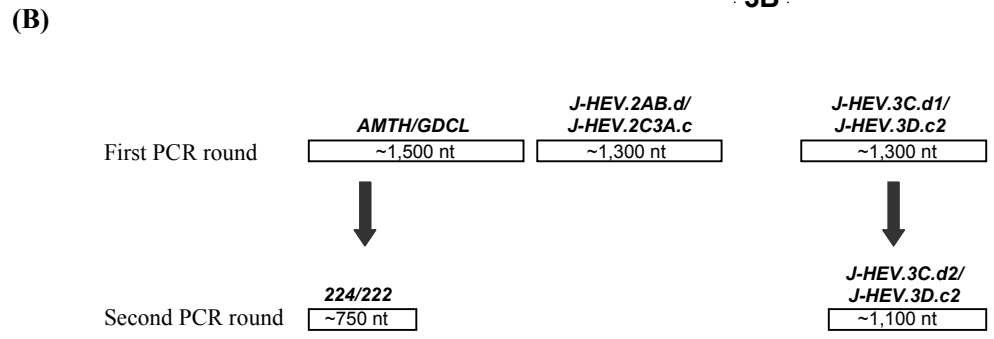 3B
(B)
J-HEV.2AB.d/ J-HEV.3C.d1/
AMTH/GDCL J-HEV.2C3A.c J-HEV.3D.c2
First PCR round ~1,500 nt ~1,300 nt ~1,300 nt
J-HEV.3C.d2/
224/222 J-HEV.3D.c2
Second PCR round ~750 nt ~1,100 nt